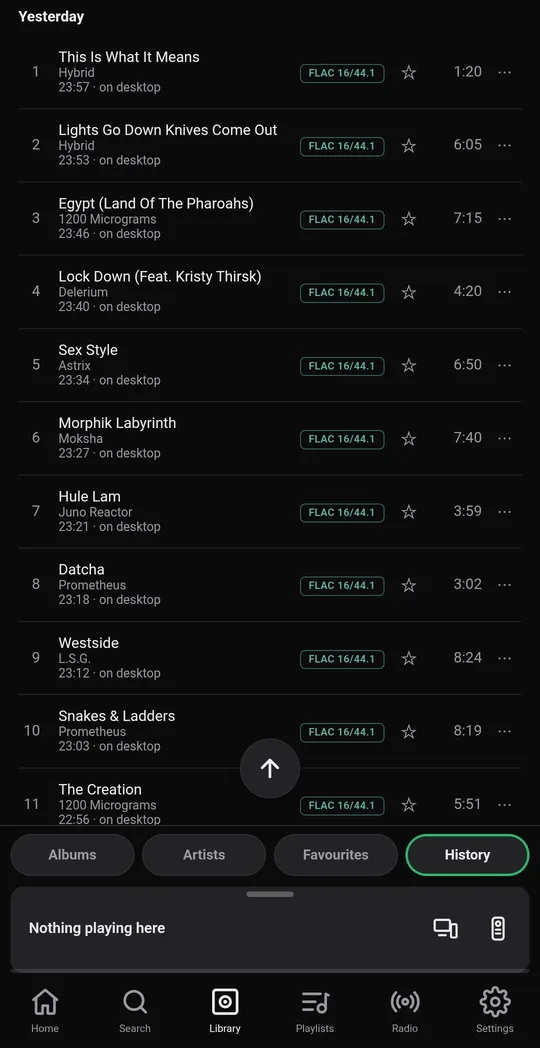 Yesterday
1
This Is What It Means
Hybrid
23:57 · on desktop
FLAC 16/44.1
1:20
2
Lights Go Down Knives Come Out
Hybrid
23:53 · on desktop
FLAC 16/44.1
6:05
3
Egypt (Land Of The Pharoahs)
1200 Micrograms
23:46 · on desktop
FLAC 16/44.1
7:15
4
Lock Down (Feat. Kristy Thirsk)
Delerium
23:40 · on desktop
FLAC 16/44.1
4:20
5
Sex Style
Astrix
23:34 · on desktop
FLAC 16/44.1
6:50
6
Morphik Labyrinth
Moksha
23:27 · on desktop
FLAC 16/44.1
7:40
7
Hule Lam
Juno Reactor
23:21 · on desktop
FLAC 16/44.1
3:59
8
Datcha
Prometheus
23:18 · on desktop
FLAC 16/44.1
3:02
9
Westside
L.S.G.
23:12 · on desktop
FLAC 16/44.1
8:24
10
Snakes & Ladders
Prometheus
23:03 · on desktop
FLAC 16/44.1
8:19
11
The Creation
1200 Micrograms
22:56 · on desktop
FLAC 16/44.1
5:51
Albums
Artists
Favourites
History
Nothing playing here
Home
Search
Library
Playlists
Radio
Settings